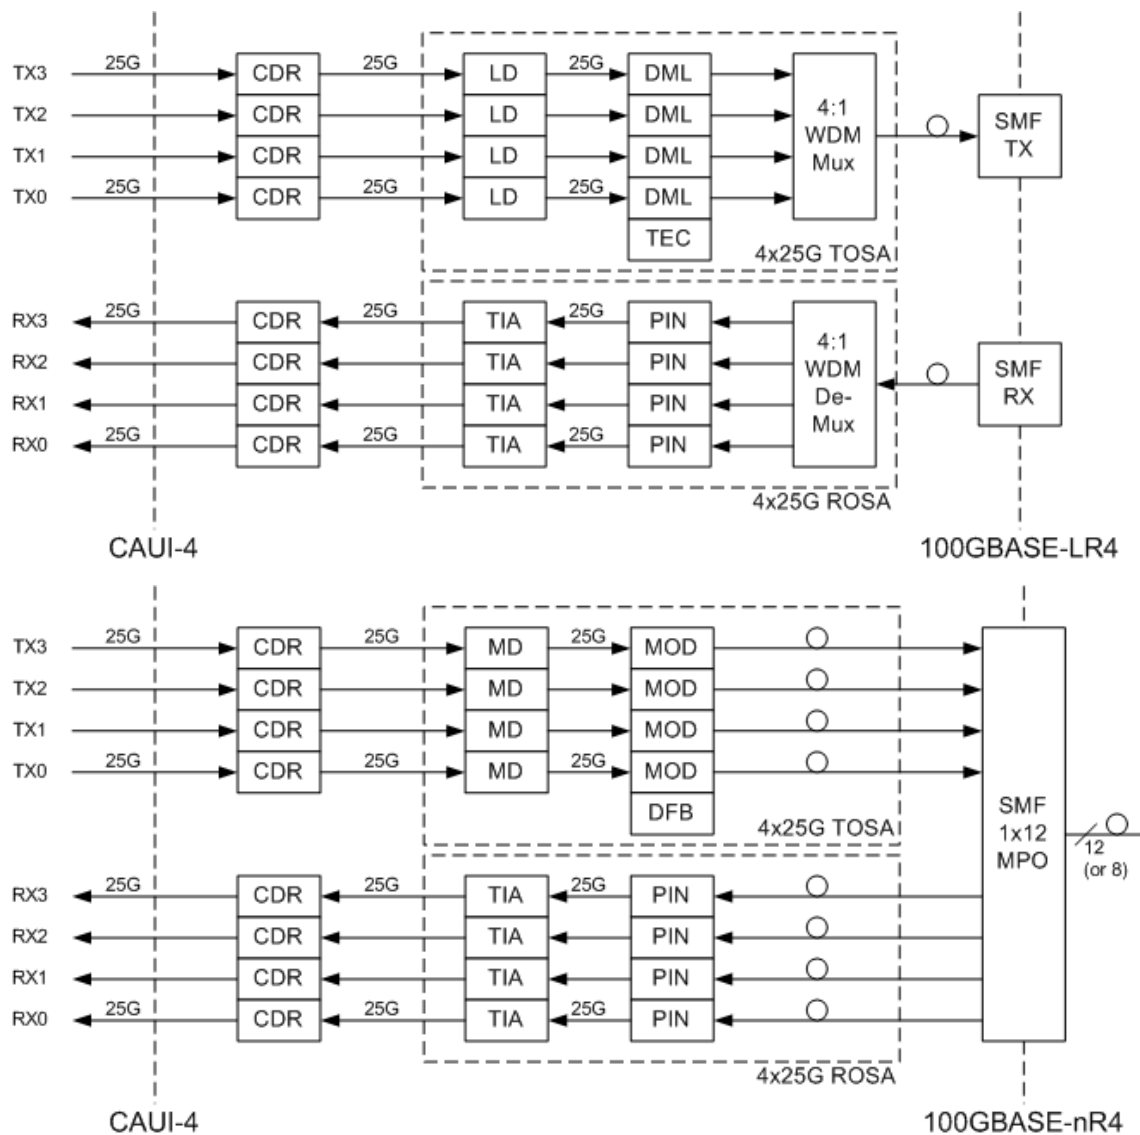 TX3 25G CDR 25G LD 25G DML
TX2 CDR LD DML
TX1 CDR LD DML
TX0 25G CDR 25G LD 25G DML
TEC
4:1
WDM
Mux
SMF
TX
4x25G TOSA
RX3 25G CDR 25G TIA 25G PIN
RX2 CDR TIA PIN
RX1 CDR TIA PIN
RX0 25G CDR 25G TIA 25G PIN
4:1
WDM
De-
Mux
SMF
RX
4x25G ROSA
CAUI-4
100GBASE-LR4
TX3 25G CDR 25G MD 25G MOD
TX2 CDR MD MOD
TX1 CDR MD MOD
TX0 25G CDR 25G MD 25G MOD
DFB
4x25G TOSA
SMF
1x12
MPO
12
(or 8)
RX3 25G CDR 25G TIA 25G PIN
RX2 CDR TIA PIN
RX1 CDR TIA PIN
RX0 25G CDR 25G TIA 25G PIN
4x25G ROSA
CAUI-4
100GBASE-nR4